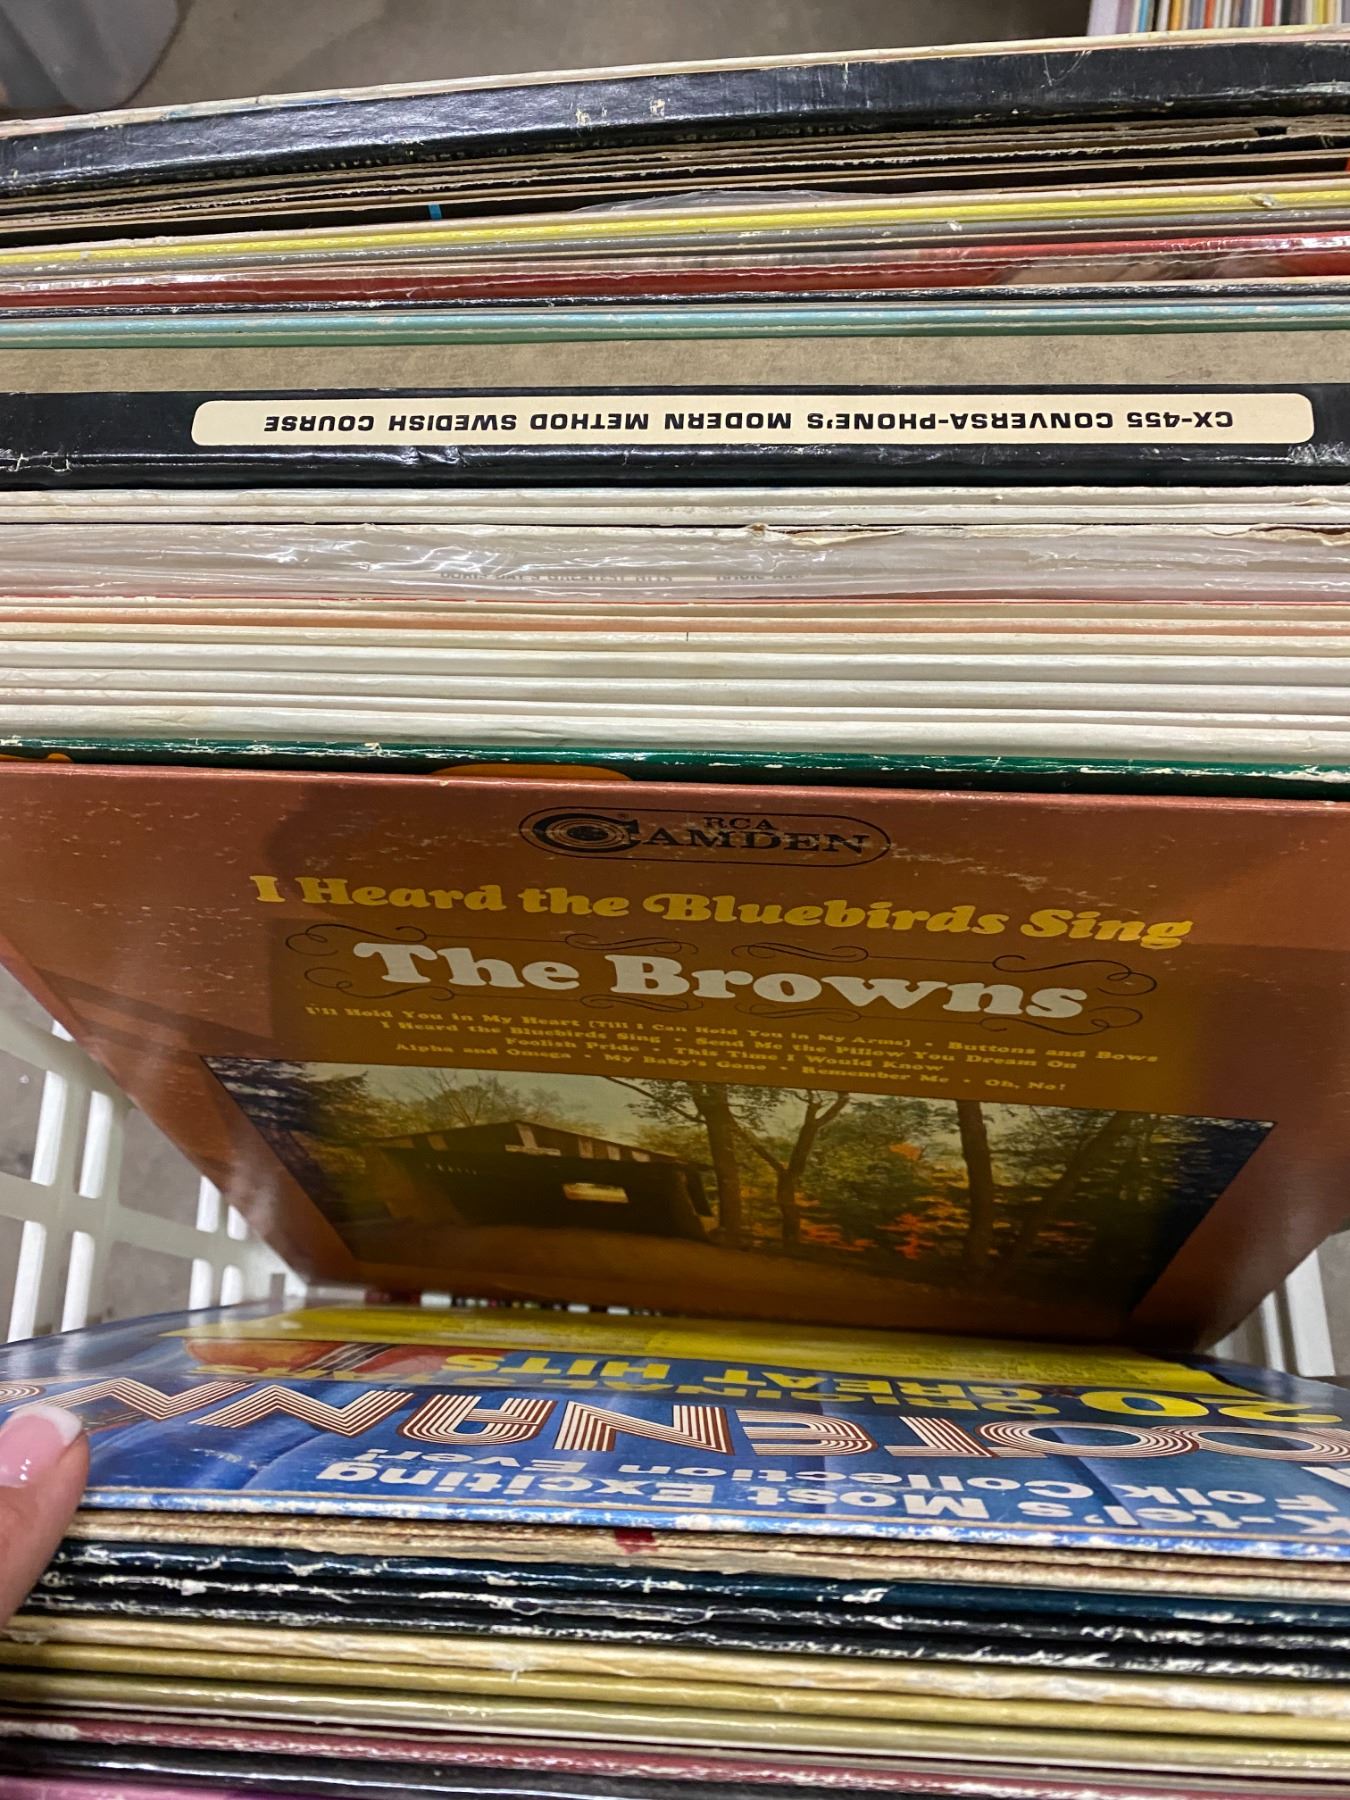 CX-455 CONVERSA-PHONE'S MODERN METHOD SWEDISH COURSE
RCA
CAMDEN
I Heard the Bluebirds Sing
The Browns
I'll Hold You in My Heart (Till I Can Hold You in My Arms) • Buttons and Bows
I Heard the Bluebirds Sing • Send Me the Pillow You Dream On
Foolish Pride • This Time I Would Know
Alpha and Omega • My Baby's Gone • Remember Me • Oh, No!
K-tel's Most Exciting
Folk Collection Ever!
HOOTENANNY
20 ORIGINAL STARS
GREAT HITS